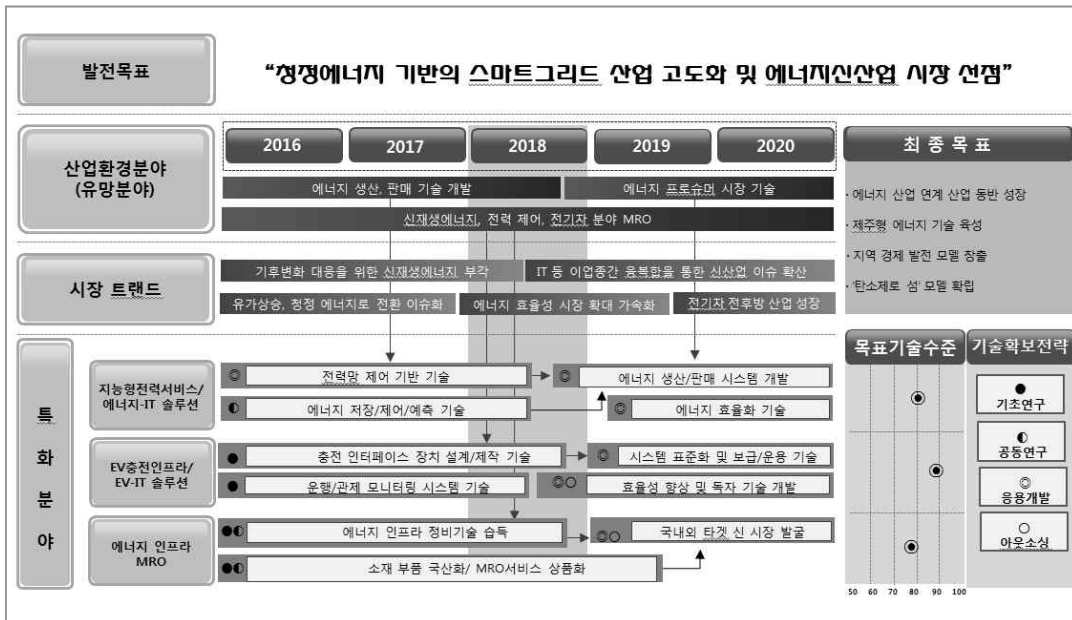 발전목표
“청정에너지 기반의 스마트그리드 산업 고도화 및 에너지신산업 시장 선점”
산업환경분야
(유망분야)
2016
2017
2018
2019
2020
에너지 생산, 판매 기술 개발
에너지 프로슈머 시장 기술
신재생에너지, 전력 제어, 전기차 분야 MRO
최 종 목 표
· 에너지 산업 연계 산업 동반 성장
· 제주형 에너지 기술 육성
· 지역 경제 발전 모델 창출
· ‘탄소제로 섬’ 모델 확립
시장 트랜드
기후변화 대응을 위한 신재생에너지 부각
IT 등 이업종간 융복합을 통한 신산업 이슈 확산
유가상승, 청정 에너지로 전환 이슈화
에너지 효율성 시장 확대 가속화
전기차 전후방 산업 성장
특
화
분
야
지능형전력서비스/
에너지-IT 솔루션
◎ 전력망 제어 기반 기술
◎ 에너지 생산/판매 시스템 개발
◐ 에너지 저장/제어/예측 기술
◎ 에너지 효율화 기술
EV충전인프라/
EV-IT 솔루션
● 충전 인터페이스 장치 설계/제작 기술
◎ 시스템 표준화 및 보급/운용 기술
● 운행/관제 모니터링 시스템 기술
◎○ 효율성 향상 및 독자 기술 개발
에너지 인프라
MRO
●◐ 에너지 인프라 정비기술 습득
◎○ 국내외 타겟 신 시장 발굴
●◐ 소재 부품 국산화/ MRO서비스 상품화
목표기술수준
50 60 70 80 90 100
기술확보전략
●
기초연구
◐
공동연구
◎
응용개발
○
아웃소싱